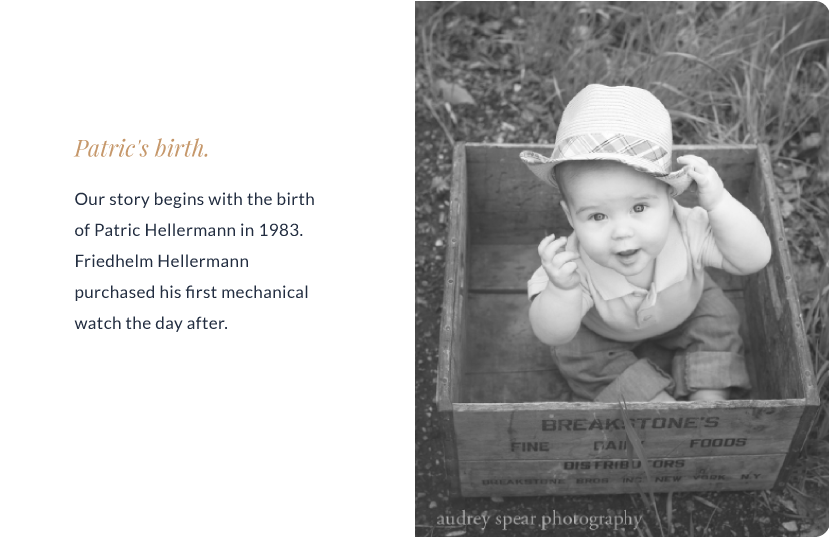 Patric's birth.
Our story begins with the birth
of Patric Hellermann in 1983.
Friedhelm Hellermann
purchased his first mechanical
watch the day after.
BREAKSTONE'S
FINE DAIRY FOODS
DISTRIBUTORS
BREAKSTONE BROS INC NEW YORK N.Y.
audrey spear photography